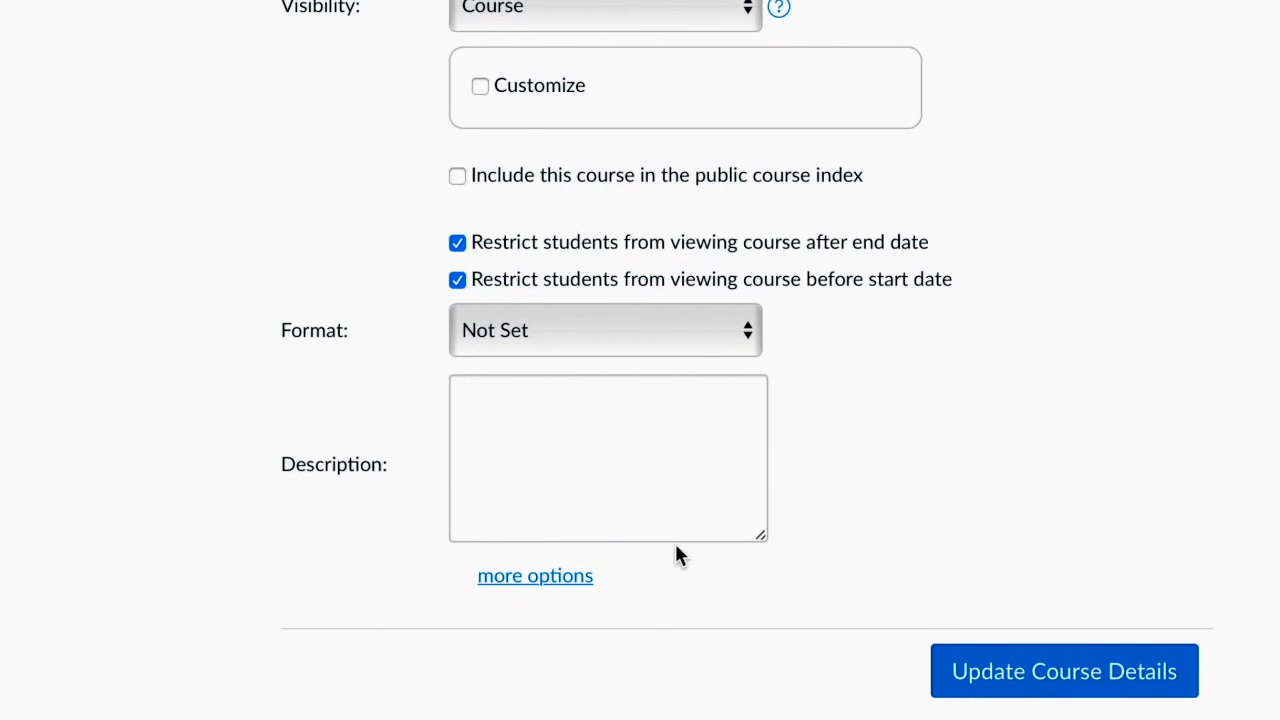 Visibility:
Course
?
Customize
Include this course in the public course index
Restrict students from viewing course after end date
Restrict students from viewing course before start date
Format:
Not Set
Description:
more options
Update Course Details